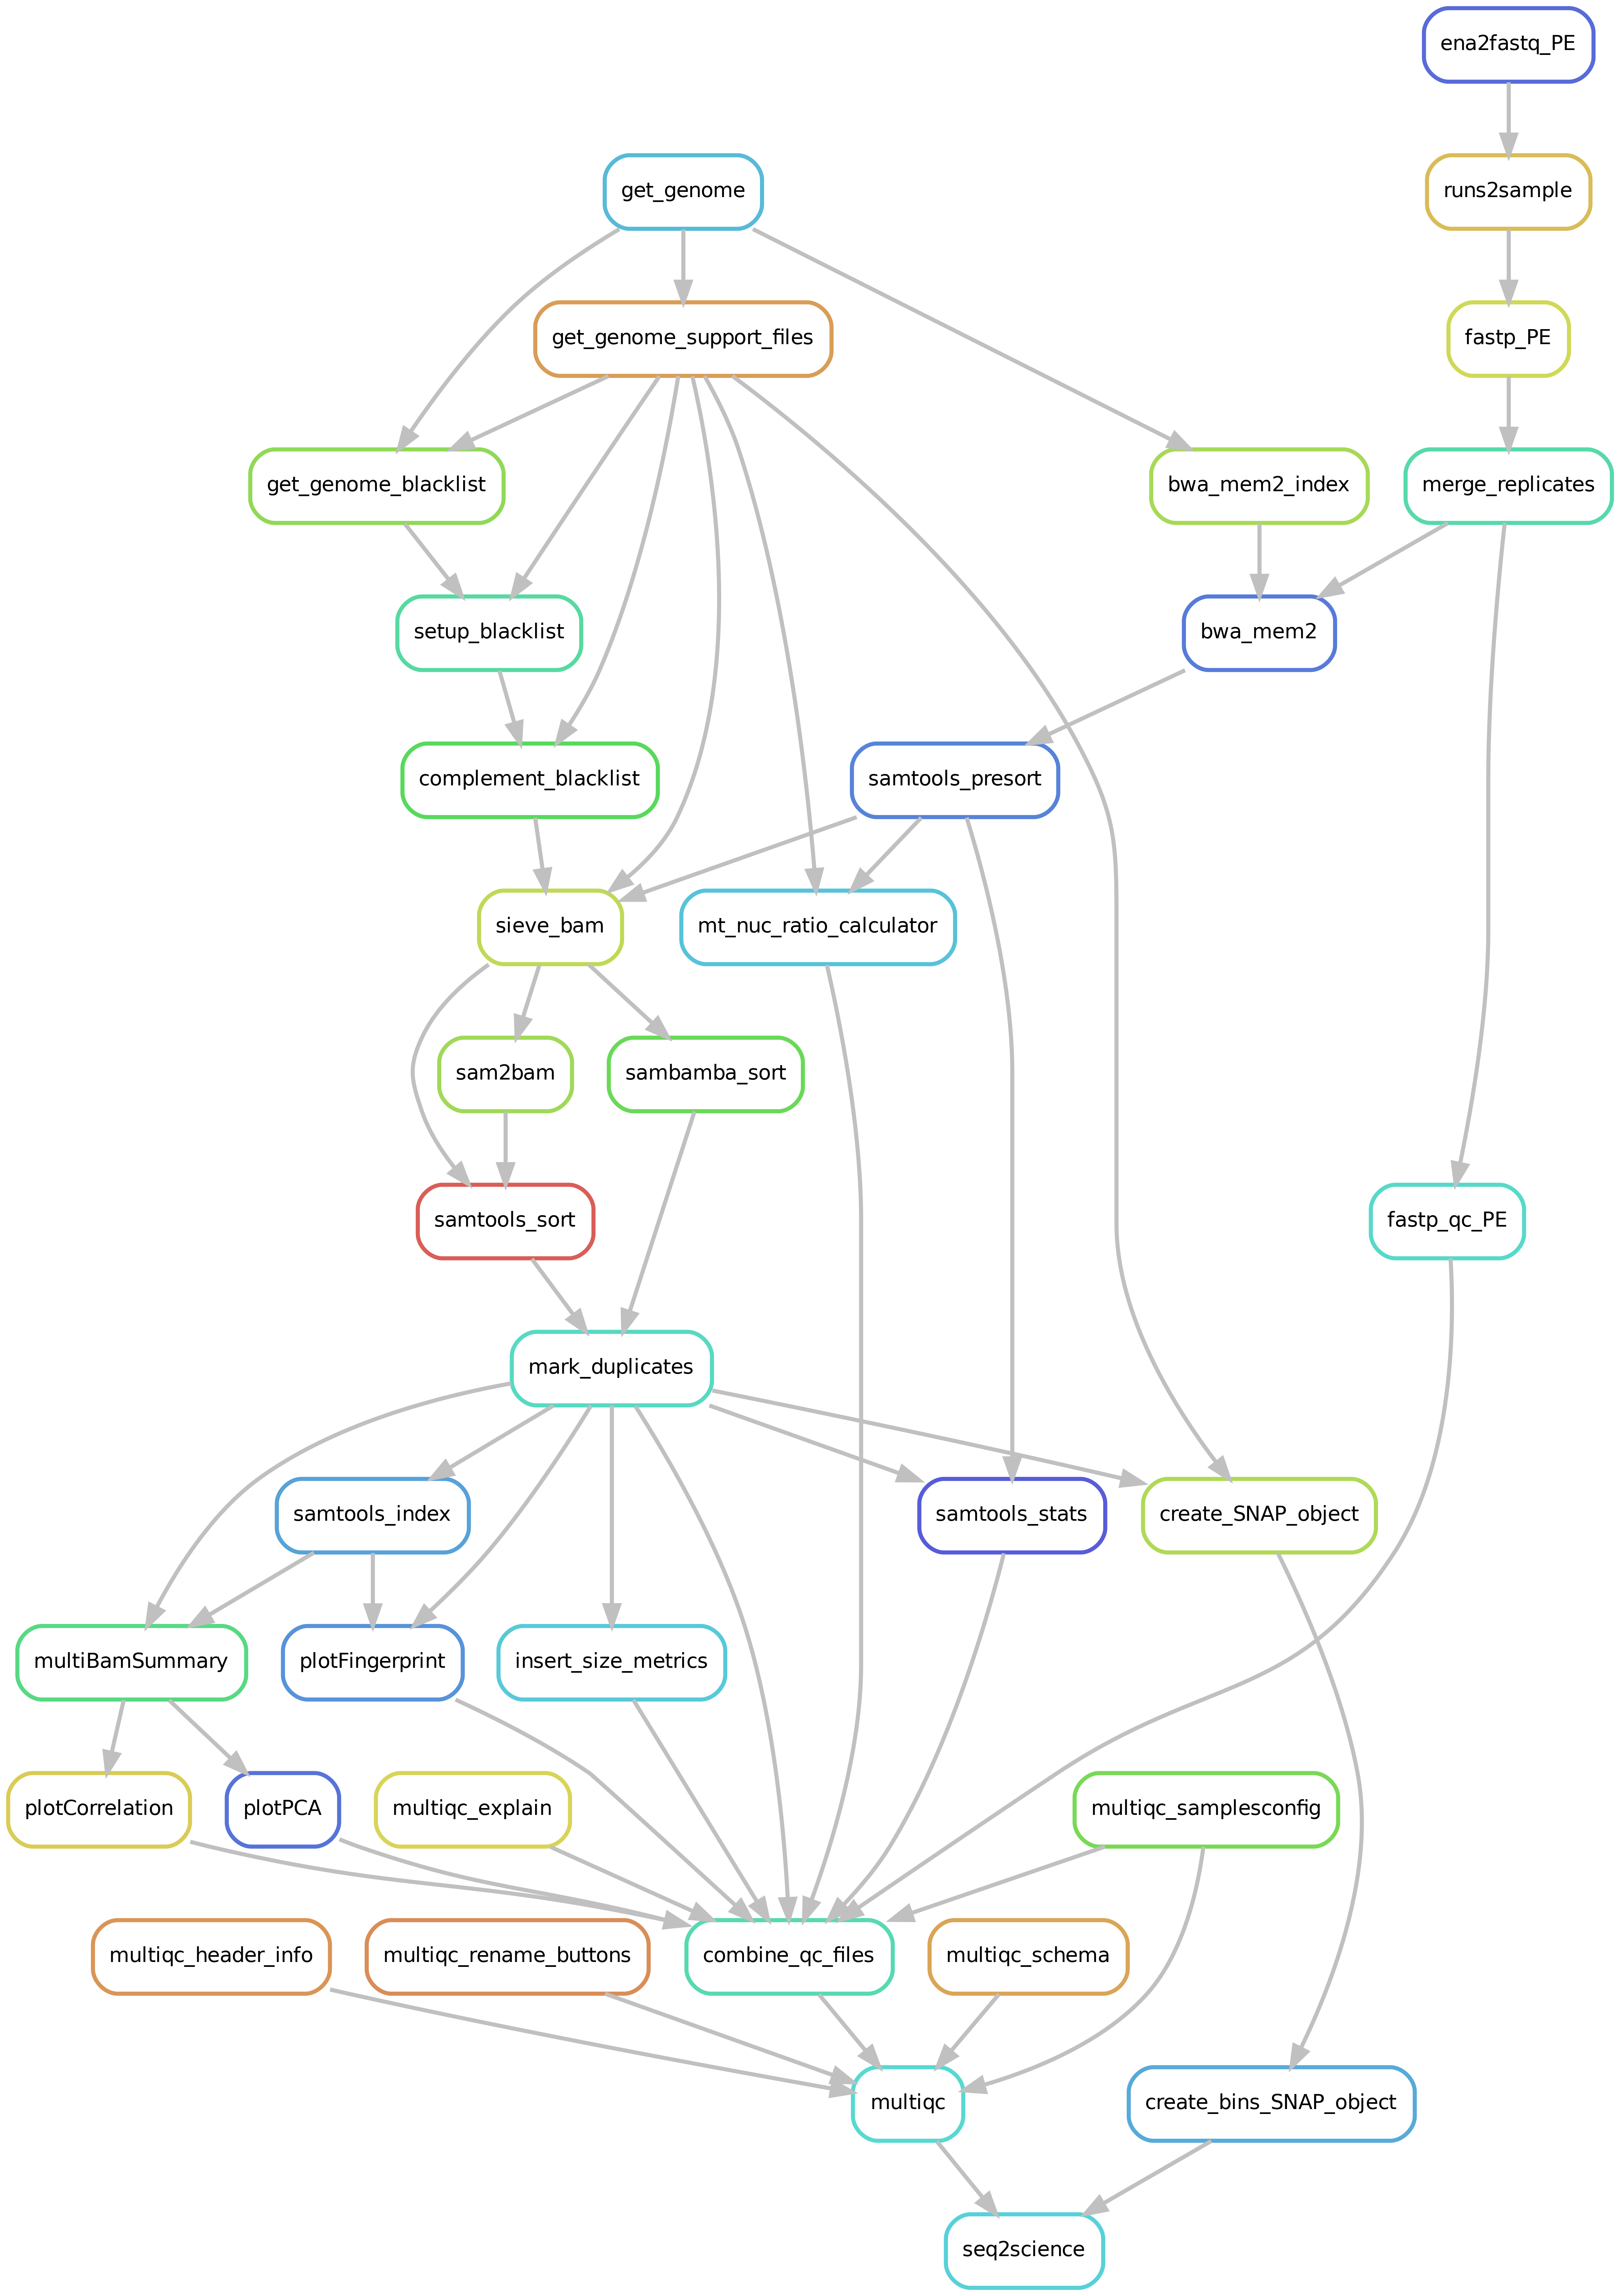 ena2fastq_PE
get_genome
runs2sample
get_genome_support_files
fastp_PE
get_genome_blacklist
bwa_mem2_index
merge_replicates
setup_blacklist
bwa_mem2
complement_blacklist
samtools_presort
sieve_bam
mt_nuc_ratio_calculator
sam2bam
sambamba_sort
samtools_sort
fastp_qc_PE
mark_duplicates
samtools_index
samtools_stats
create_SNAP_object
multiBamSummary
plotFingerprint
insert_size_metrics
plotCorrelation
plotPCA
multiqc_explain
multiqc_samplesconfig
multiqc_header_info
multiqc_rename_buttons
combine_qc_files
multiqc_schema
multiqc
create_bins_SNAP_object
seq2science